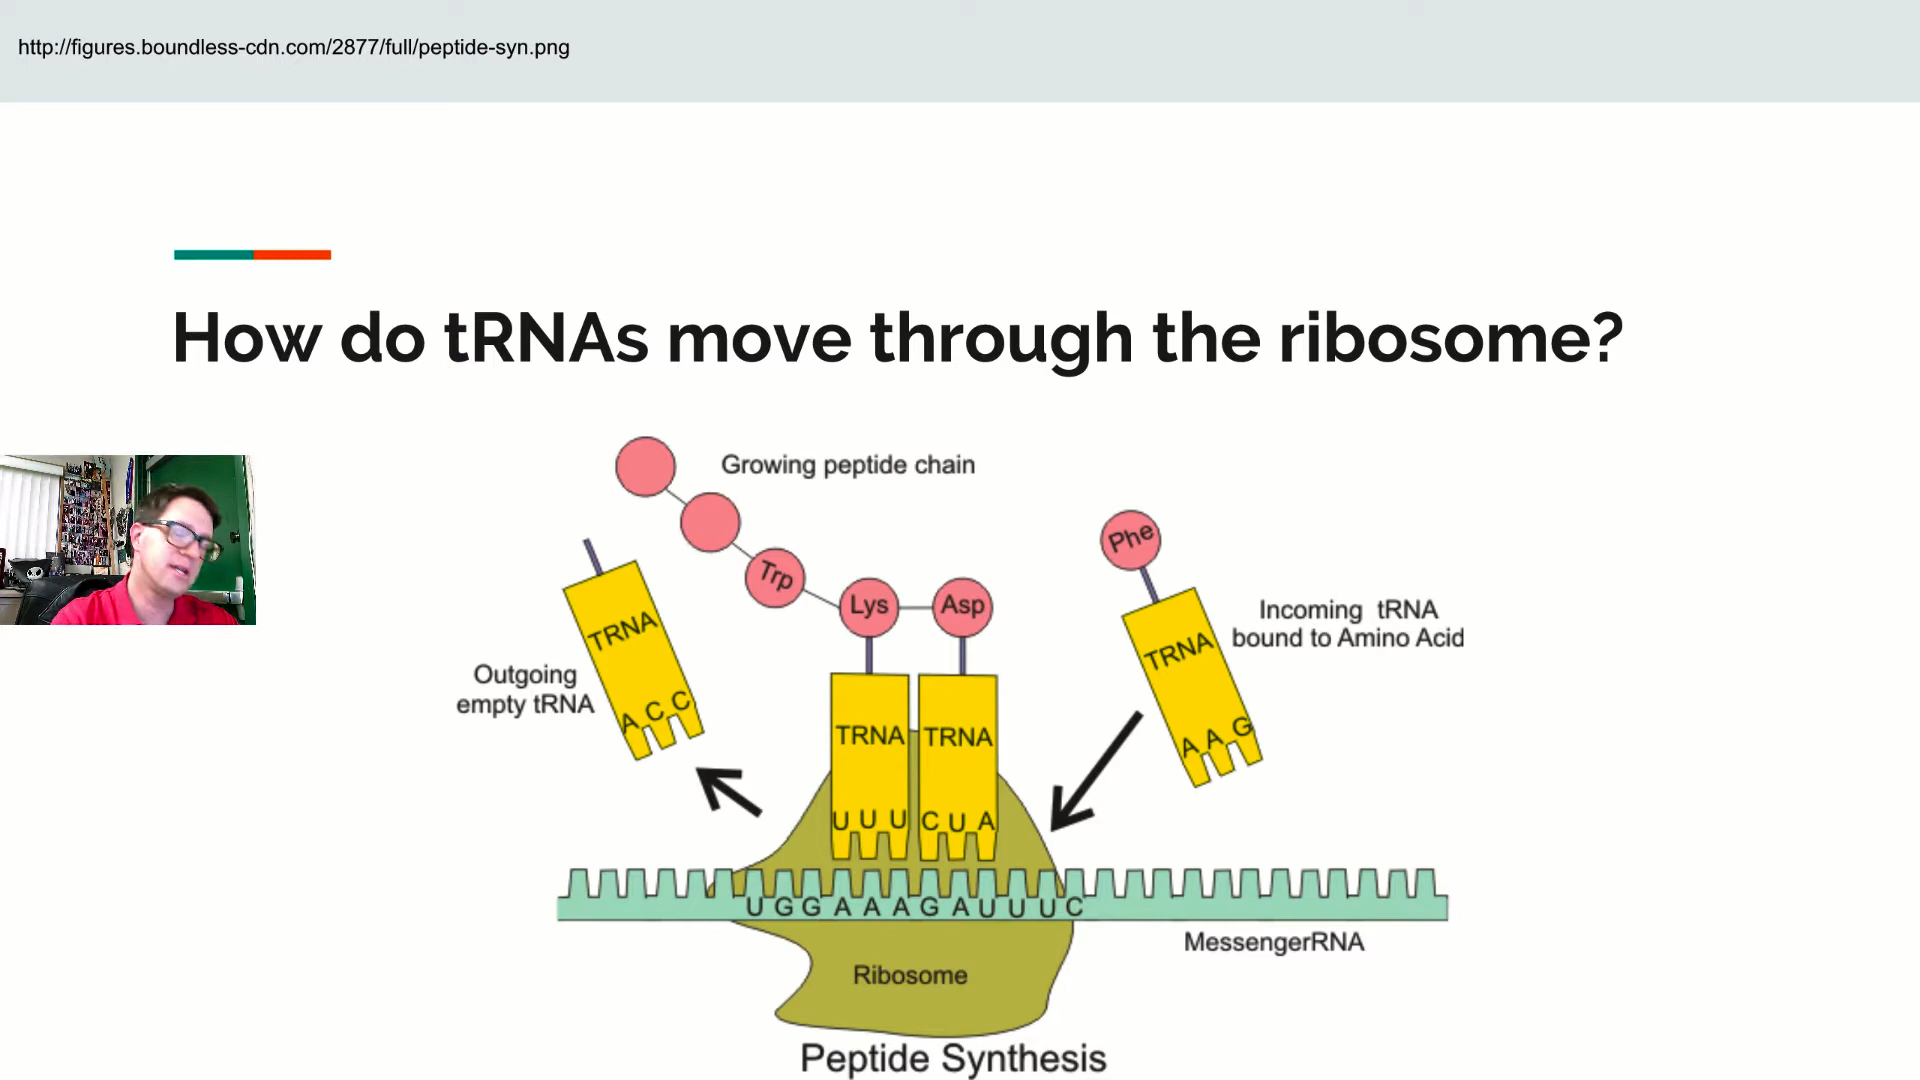 http://figures.boundless-cdn.com/2877/full/peptide-syn.png
How do tRNAs move through the ribosome?
Growing peptide chain
Phe
Trp
Lys
Asp
Incoming tRNA
bound to Amino Acid
TRNA
TRNA
Outgoing
empty tRNA
A C C
TRNA
TRNA
A A G
U U U
C U A
U G G A A A G A U U U C
MessengerRNA
Ribosome
Peptide Synthesis